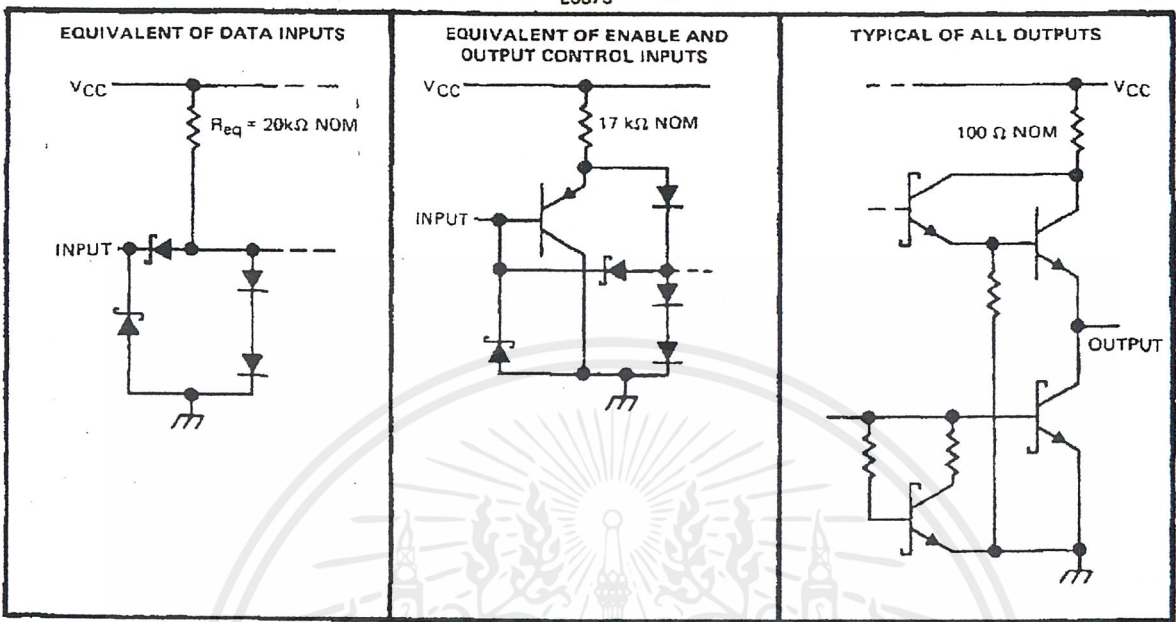 EQUIVALENT OF DATA INPUTS
VCC
Req = 20kΩ NOM
INPUT
EQUIVALENT OF ENABLE AND
OUTPUT CONTROL INPUTS
VCC
17 kΩ NOM
INPUT
TYPICAL OF ALL OUTPUTS
VCC
100 Ω NOM
OUTPUT